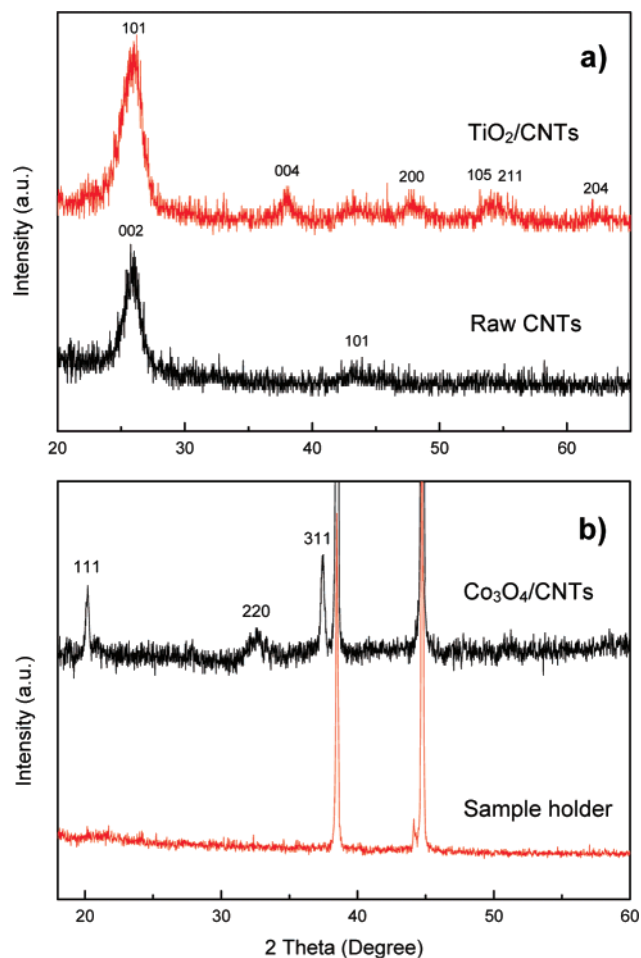 101
a)
TiO₂/CNTs
004
200
105 211
204
002
Raw CNTs
101
Intensity (a.u.)
20 30 40 50 60
b)
311
111
Co₃O₄/CNTs
220
Sample holder
Intensity (a.u.)
20 30 40 50 60
2 Theta (Degree)